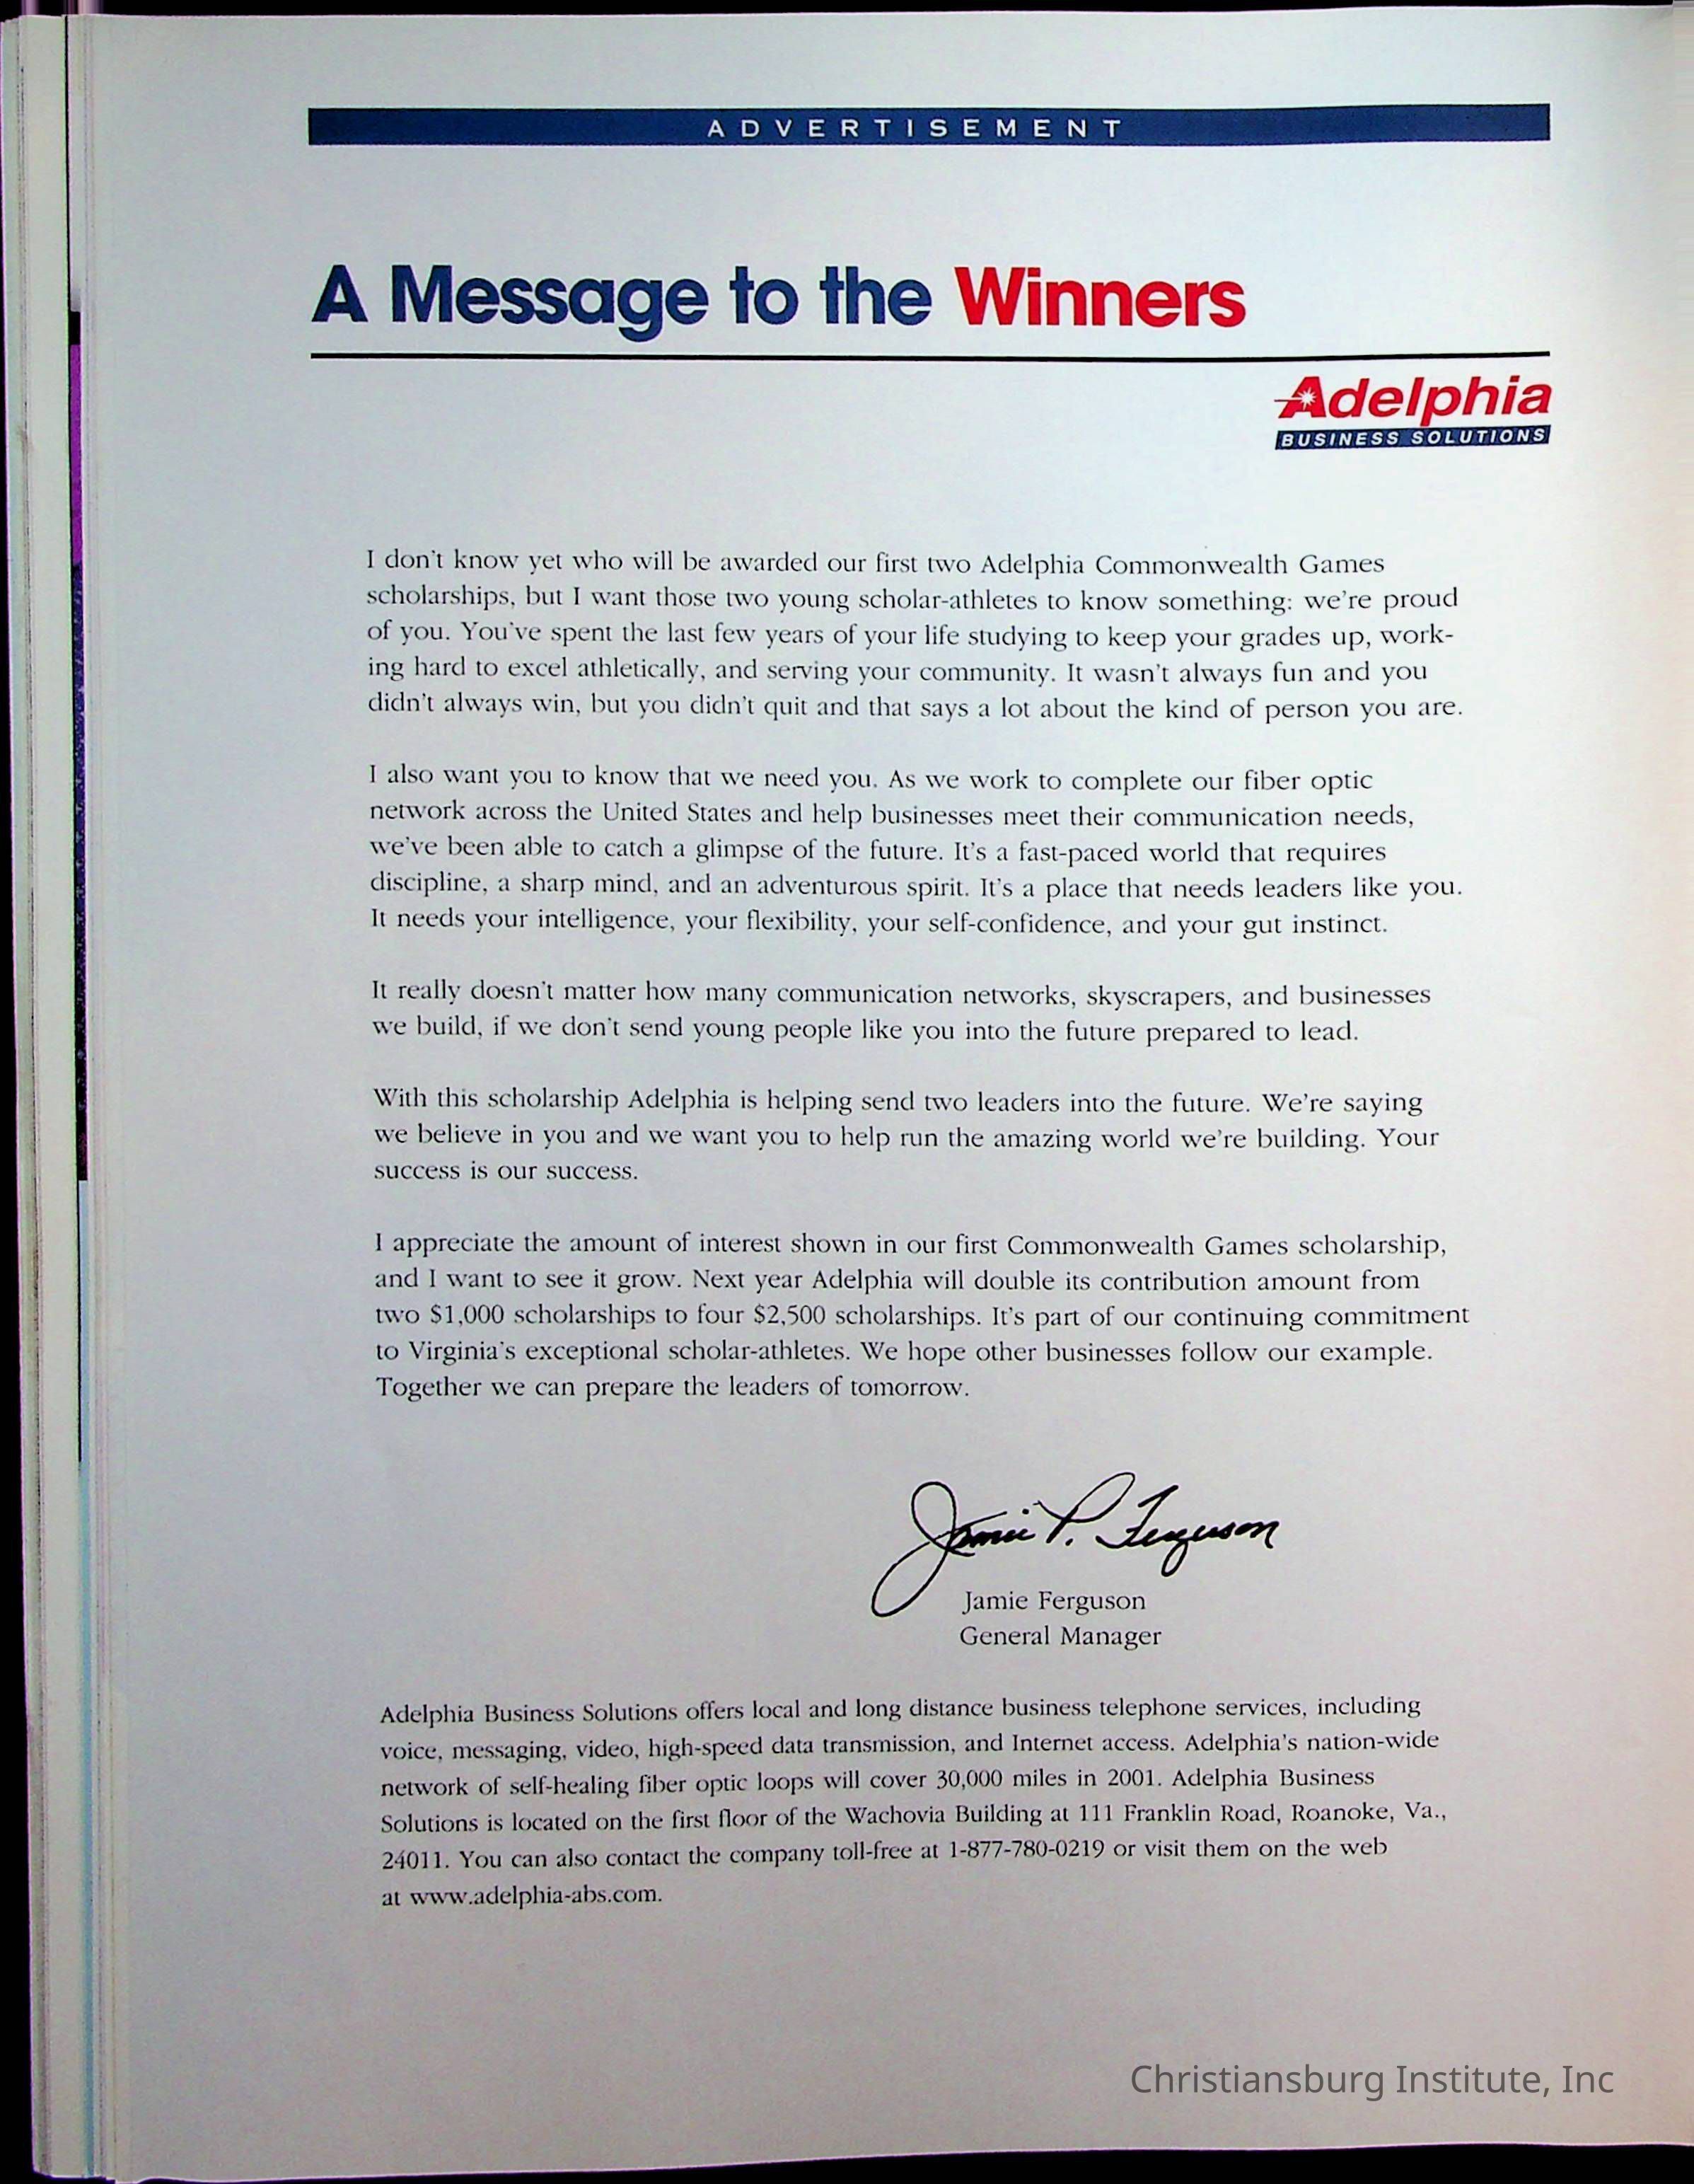 ADVERTISEMENT
A Message to the Winners
Adelphia
BUSINESS SOLUTIONS
I don't know yet who will be awarded our first two Adelphia Commonwealth Games
scholarships, but I want those two young scholar-athletes to know something: we're proud
of you. You've spent the last few years of your life studying to keep your grades up, work-
ing hard to excel athletically, and serving your community. It wasn't always fun and you
didn't always win, but you didn't quit and that says a lot about the kind of person you are.
I also want you to know that we need you. As we work to complete our fiber optic
network across the United States and help businesses meet their communication needs,
we've been able to catch a glimpse of the future. It's a fast-paced world that requires
discipline, a sharp mind, and an adventurous spirit. It's a place that needs leaders like you.
It needs your intelligence, your flexibility, your self-confidence, and your gut instinct.
It really doesn't matter how many communication networks, skyscrapers, and businesses
we build, if we don't send young people like you into the future prepared to lead.
With this scholarship Adelphia is helping send two leaders into the future. We're saying
we believe in you and we want you to help run the amazing world we're building. Your
success is our success.
I appreciate the amount of interest shown in our first Commonwealth Games scholarship,
and I want to see it grow. Next year Adelphia will double its contribution amount from
two $1,000 scholarships to four $2,500 scholarships. It's part of our continuing commitment
to Virginia's exceptional scholar-athletes. We hope other businesses follow our example.
Together we can prepare the leaders of tomorrow.
Jamie P. Ferguson
Jamie Ferguson
General Manager
Adelphia Business Solutions offers local and long distance business telephone services, including
voice, messaging, video, high-speed data transmission, and Internet access. Adelphia's nation-wide
network of self-healing fiber optic loops will cover 30,000 miles in 2001. Adelphia Business
Solutions is located on the first floor of the Wachovia Building at 111 Franklin Road, Roanoke, Va.,
24011. You can also contact the company toll-free at 1-877-780-0219 or visit them on the web
at www.adelphia-abs.com.
Christiansburg Institute, Inc